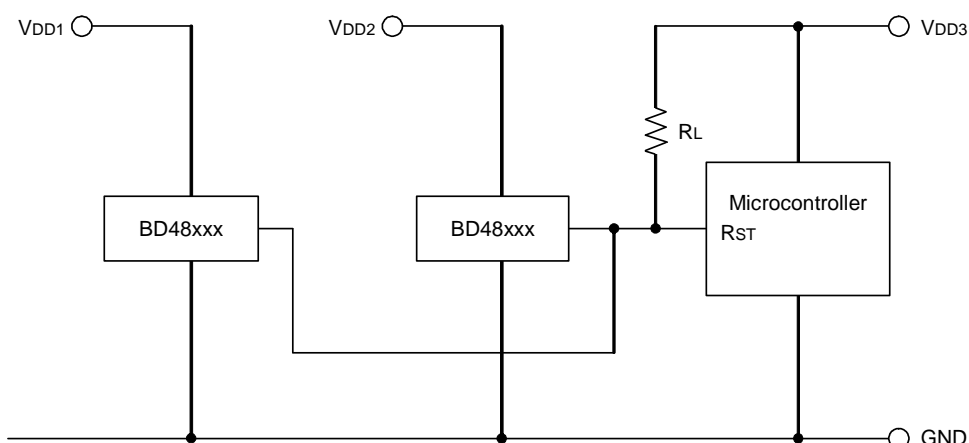 VDD1
VDD2
VDD3
RL
BD48xxx
BD48xxx
Microcontroller
RST
GND